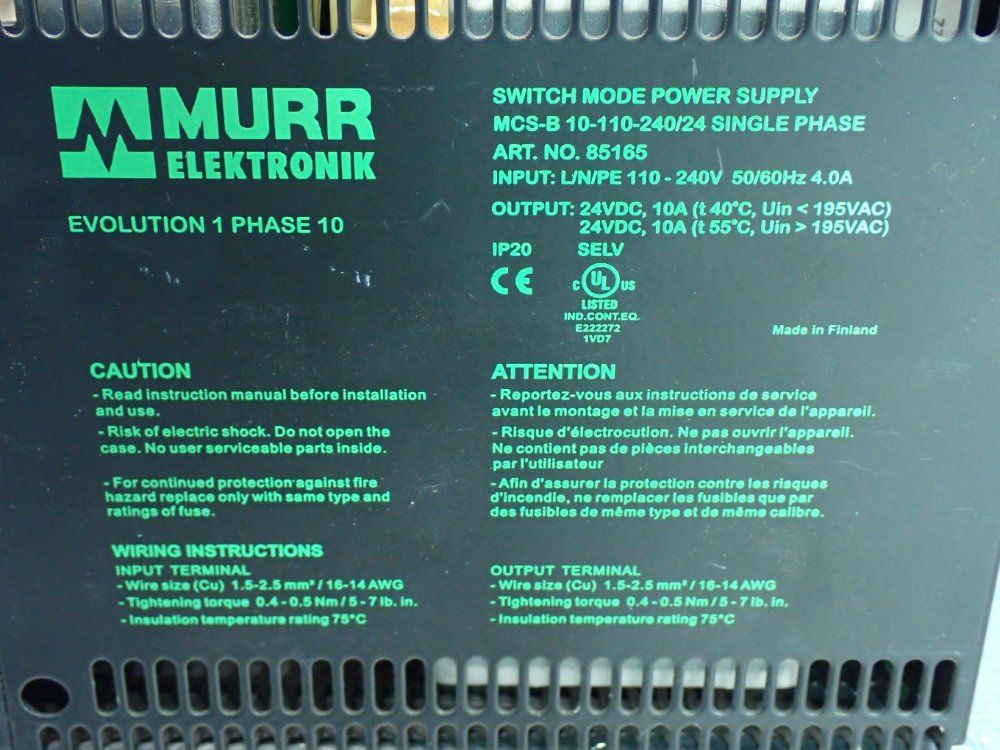 MURR
ELEKTRONIK
EVOLUTION 1 PHASE 10
SWITCH MODE POWER SUPPLY
MCS-B 10-110-240/24 SINGLE PHASE
ART. NO. 85165
INPUT: L/N/PE 110 - 240V 50/60Hz 4.0A
OUTPUT: 24VDC, 10A (t 40°C, Uin < 195VAC)
24VDC, 10A (t 55°C, Uin > 195VAC)
IP20 SELV
CE
C UL US
LISTED
IND.CONT.EQ.
E222272
1VD7
Made in Finland
CAUTION
- Read instruction manual before installation
and use.
- Risk of electric shock. Do not open the
case. No user serviceable parts inside.
- For continued protection against fire
hazard replace only with same type and
ratings of fuse.
ATTENTION
- Reportez-vous aux instructions de service
avant le montage et la mise en service de l'appareil.
- Risque d'électrocution. Ne pas ouvrir l'appareil.
Ne contient pas de pièces interchangeables
par l'utilisateur
- Afin d'assurer la protection contre les risques
d'incendie, ne remplacer les fusibles que par
des fusibles de même type et de même calibre.
WIRING INSTRUCTIONS
INPUT TERMINAL
- Wire size (Cu) 1.5-2.5 mm² / 16-14 AWG
- Tightening torque 0.4 - 0.5 Nm / 5 - 7 lb. in.
- Insulation temperature rating 75°C
OUTPUT TERMINAL
- Wire size (Cu) 1.5-2.5 mm² / 16-14 AWG
- Tightening torque 0.4 - 0.5 Nm / 5 - 7 lb. in.
- Insulation temperature rating 75°C